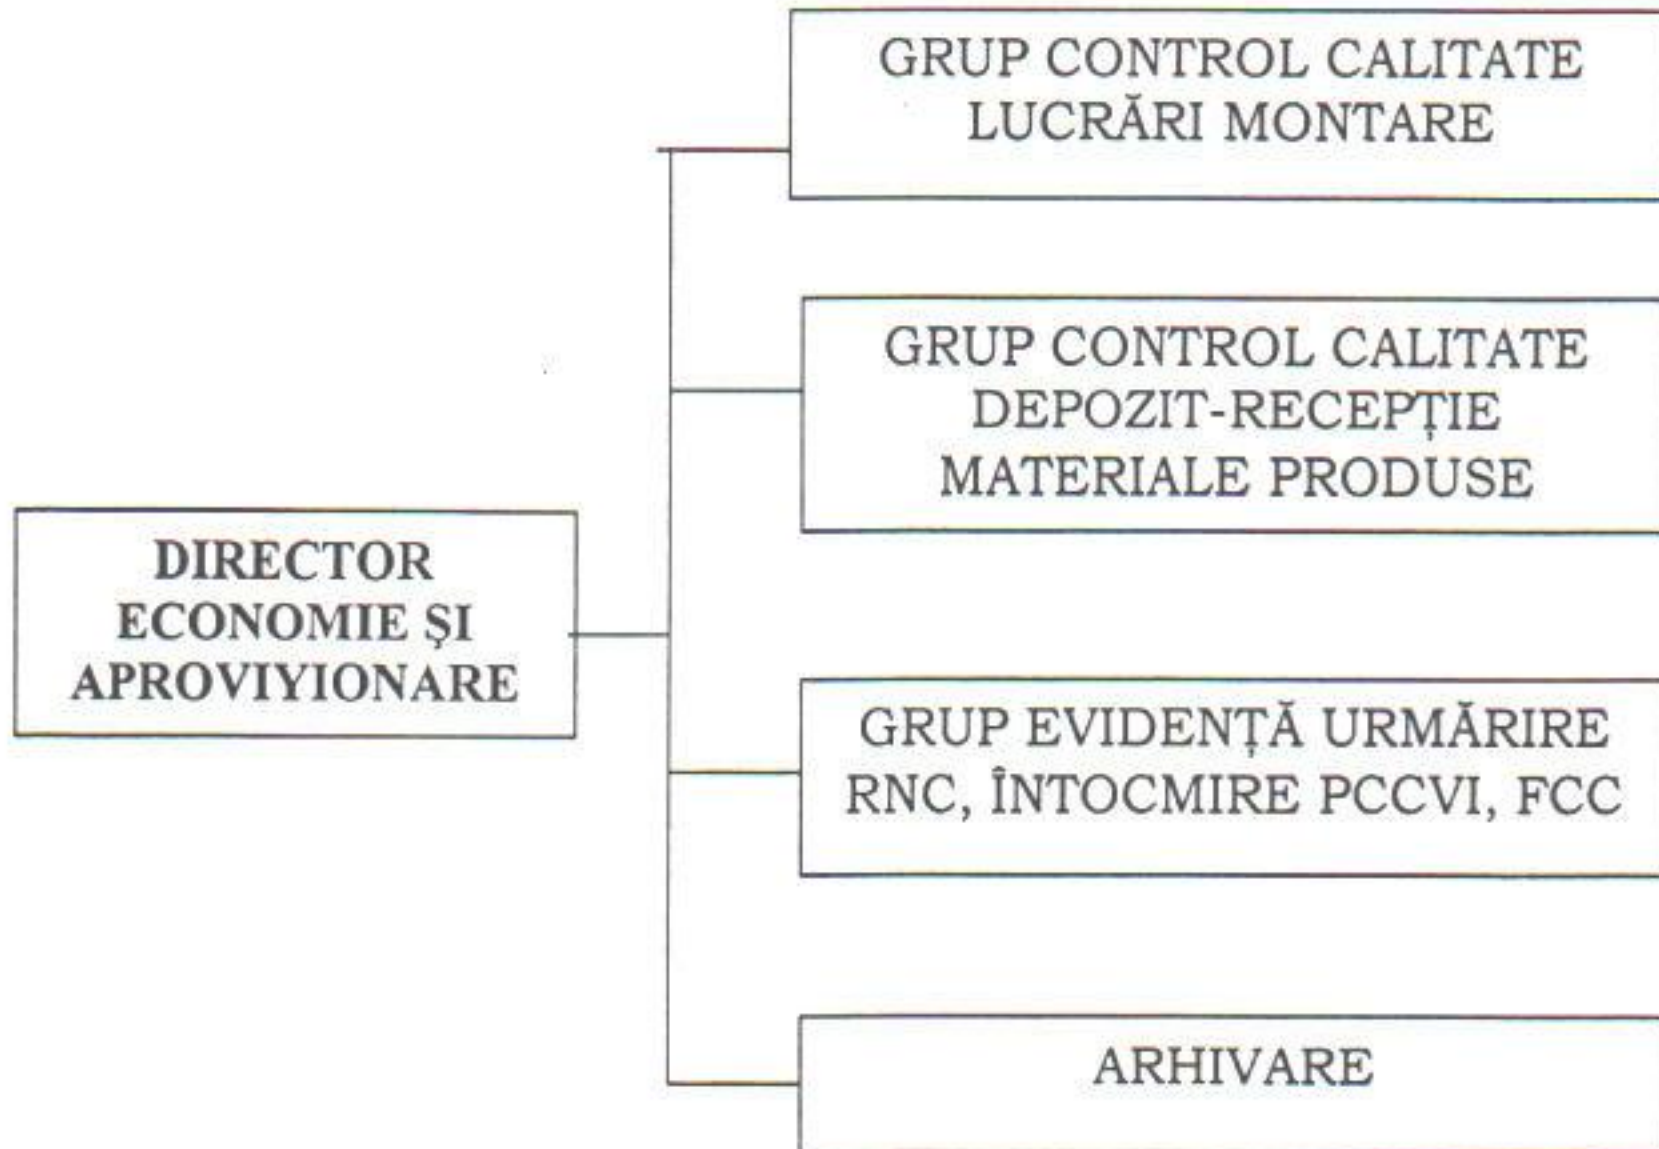 GRUP CONTROL CALITATE
LUCRĂRI MONTARE
GRUP CONTROL CALITATE
DEPOZIT-RECEPȚIE
MATERIALE PRODUSE
DIRECTOR
ECONOMIE ȘI
APROVIYIONARE
GRUP EVIDENȚĂ URMĂRIRE
RNC, ÎNTOCMIRE PCCVI, FCC
ARHIVARE